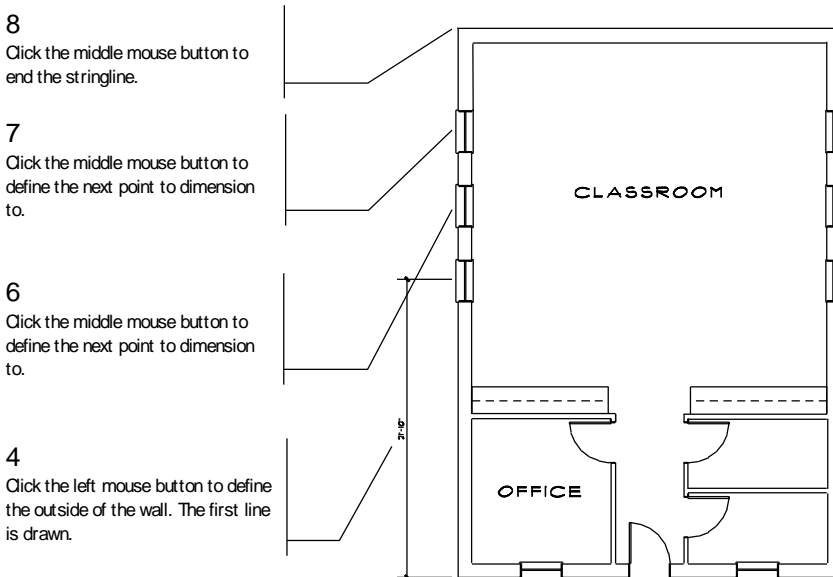 8
Click the middle mouse button to
end the stringline.
7
Click the middle mouse button to
define the next point to dimension
to.
6
Click the middle mouse button to
define the next point to dimension
to.
4
Click the left mouse button to define
the outside of the wall. The first line
is drawn.
CLASSROOM
21'-10"
OFFICE